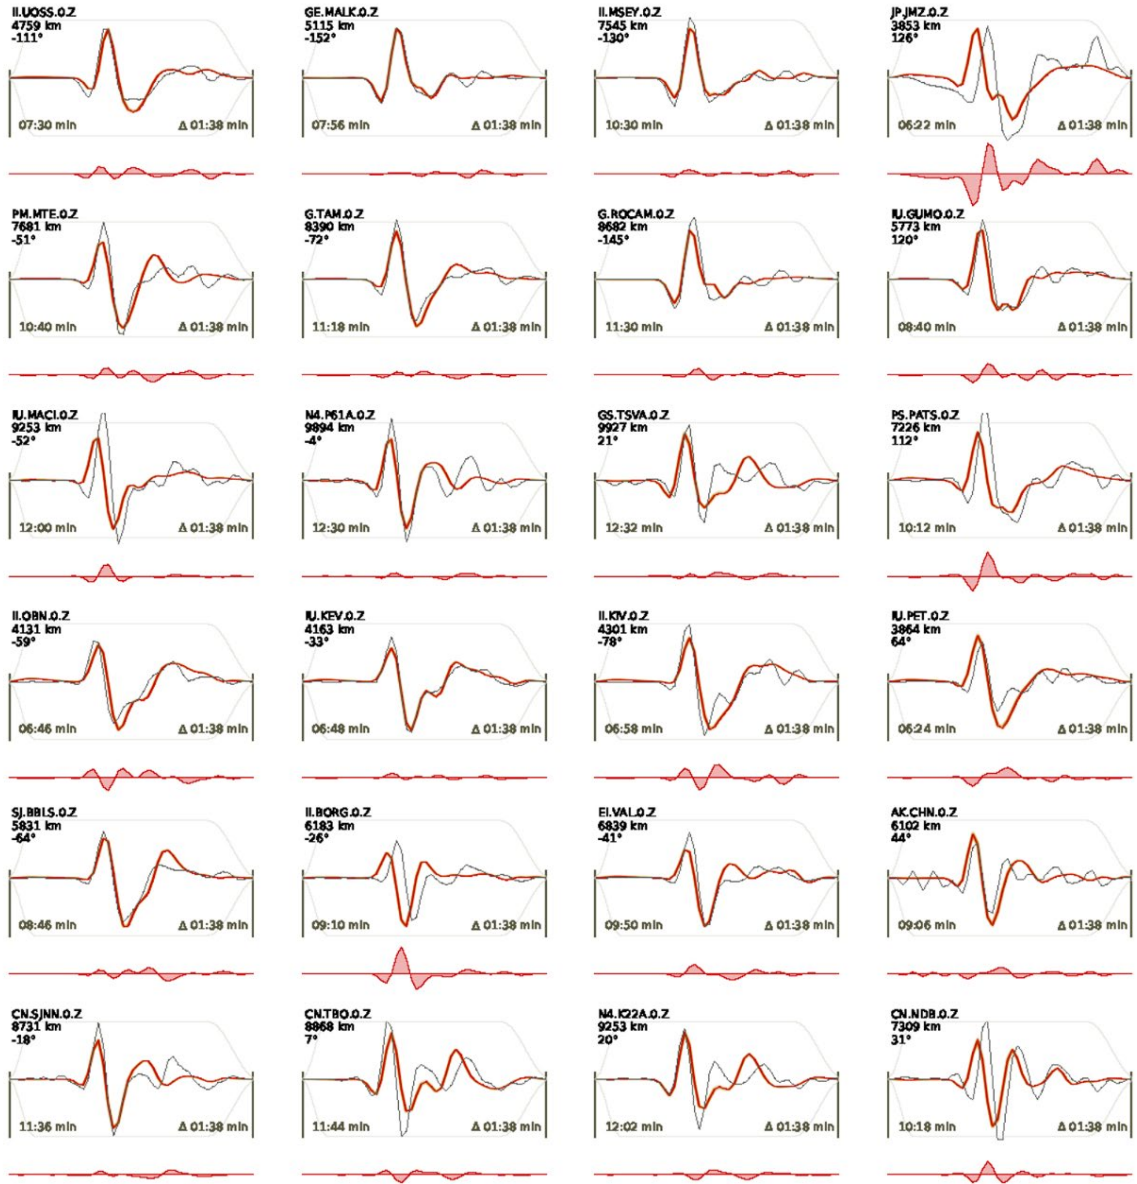 II.UOSS.0.Z
4759 km
-111°
07:30 min
Δ 01:38 min
GE.MALK.0.Z
5115 km
-152°
07:56 min
Δ 01:38 min
II.MSEY.0.Z
7545 km
-130°
10:30 min
Δ 01:38 min
JP.JMZ.0.Z
3853 km
126°
06:22 min
Δ 01:38 min
PM.MTE.0.Z
7681 km
-51°
10:40 min
Δ 01:38 min
G.TAM.0.Z
8390 km
-72°
11:18 min
Δ 01:38 min
G.ROCAM.0.Z
8682 km
-145°
11:30 min
Δ 01:38 min
IU.GUMO.0.Z
5773 km
120°
08:40 min
Δ 01:38 min
IU.MACI.0.Z
9253 km
-52°
12:00 min
Δ 01:38 min
N4.P61A.0.Z
9894 km
-4°
12:30 min
Δ 01:38 min
GS.TSVA.0.Z
9927 km
21°
12:32 min
Δ 01:38 min
PS.PATS.0.Z
7226 km
112°
10:12 min
Δ 01:38 min
II.OBN.0.Z
4131 km
-59°
06:46 min
Δ 01:38 min
IU.KEV.0.Z
4163 km
-33°
06:48 min
Δ 01:38 min
II.KIV.0.Z
4301 km
-78°
06:58 min
Δ 01:38 min
IU.PET.0.Z
3864 km
64°
06:24 min
Δ 01:38 min
SJ.BBLS.0.Z
5831 km
-64°
08:46 min
Δ 01:38 min
II.BORG.0.Z
6183 km
-26°
09:10 min
Δ 01:38 min
EI.VAL.0.Z
6839 km
-41°
09:50 min
Δ 01:38 min
AK.CHN.0.Z
6102 km
44°
09:06 min
Δ 01:38 min
CN.SJNN.0.Z
8731 km
-18°
11:36 min
Δ 01:38 min
CN.TBO.0.Z
8868 km
7°
11:44 min
Δ 01:38 min
N4.K22A.0.Z
9253 km
20°
12:02 min
Δ 01:38 min
CN.NDB.0.Z
7309 km
31°
10:18 min
Δ 01:38 min